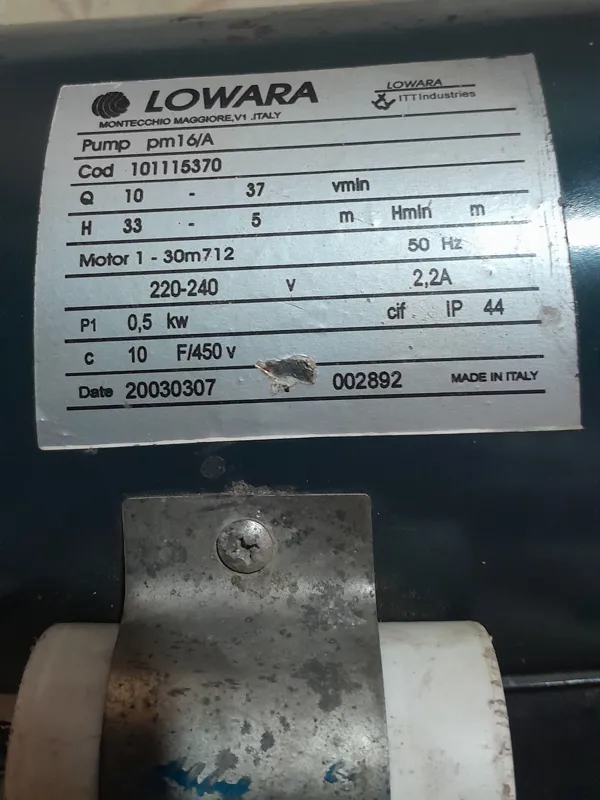 LOWARA
MONTECCHIO MAGGIORE,V1 .ITALY
LOWARA
ITT Industries
Pump pm16/A
Cod 101115370
Q 10 - 37 vmin
H 33 - 5 m Hmin m
Motor 1 - 30m712 50 Hz
220-240 v 2,2A
P1 0,5 kw cif IP 44
c 10 F/450 v
Date 20030307 002892 MADE IN ITALY